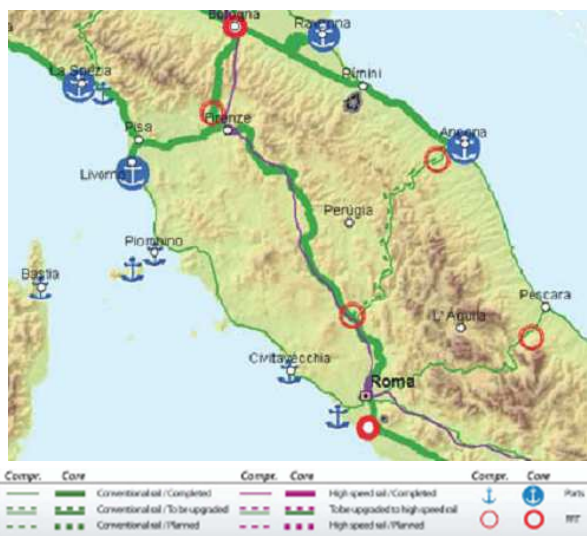 Bologna
Ravenna
La Spezia
Rimini
Firenze
Pisa
Ancona
Livorno
Perugia
Piombino
Bastia
Pescara
L'Aquila
Civitavecchia
Roma
Compr. Core Compr. Core Compr. Core
Conventional rail / Completed High speed rail / Completed Ports
Conventional rail / To be upgraded To be upgraded to high speed rail RRT
Conventional rail / Planned High speed rail / Planned